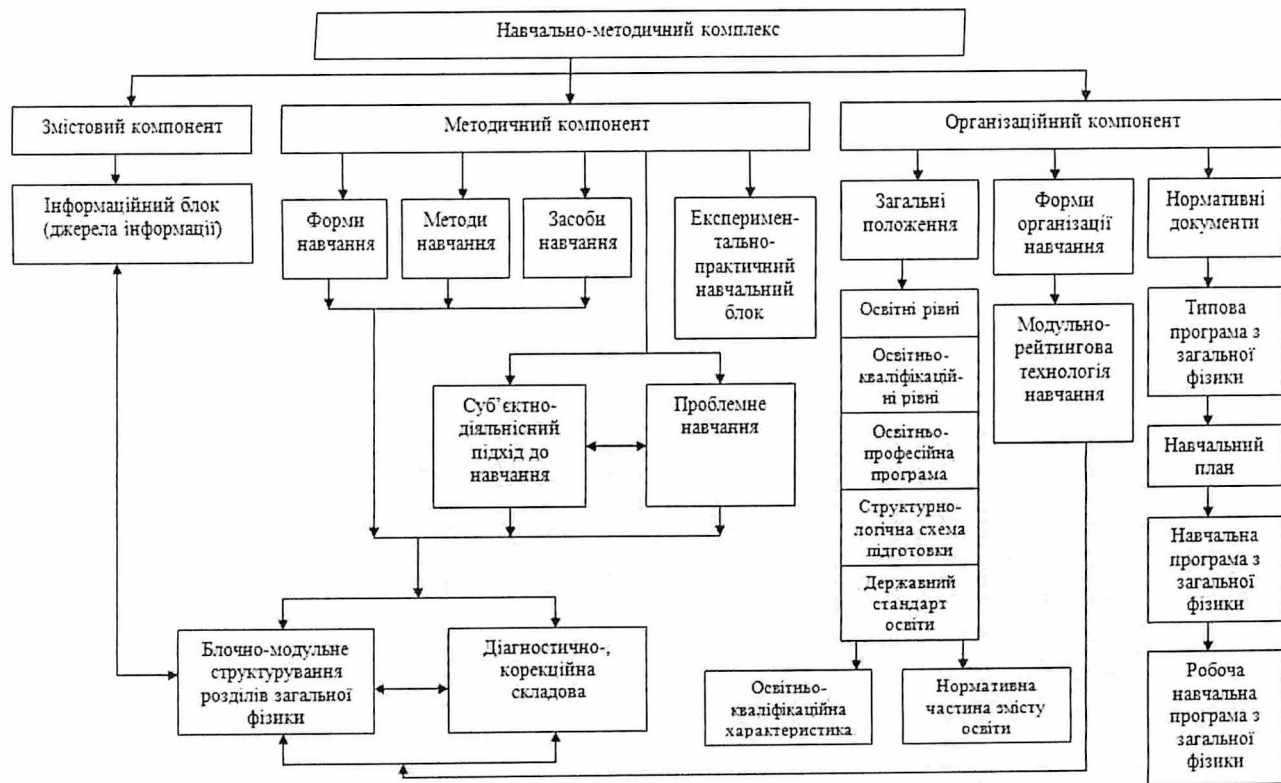 Навчально-методичний комплекс
Змістовий компонент
Методичний компонент
Організаційний компонент
Інформаційний блок
(джерела інформації)
Форми
навчання
Методи
навчання
Засоби
навчання
Експеримен-
тально-
практичний
навчальний
блок
Загальні
положення
Форми
організації
навчання
Нормативні
документи
Освітні рівні
Освітньо-
кваліфікацій-
ні рівні
Освітньо-
професійна
програма
Структурно-
логічна схема
підготовки
Державний
стандарт
освіти
Модульно-
рейтингова
технологія
навчання
Типова
програма з
загальної
фізики
Суб’єктно-
діяльнісний
підхід до
навчання
Проблемне
навчання
Навчальний
план
Навчальна
програма з
загальної
фізики
Блочно-модульне
структурування
розділів загальної
фізики
Діагностично-,
корекційна
складова
Освітньо-
кваліфікаційна
характеристика
Нормативна
частина змісту
освіти
Робоча
навчальна
програма з
загальної
фізики